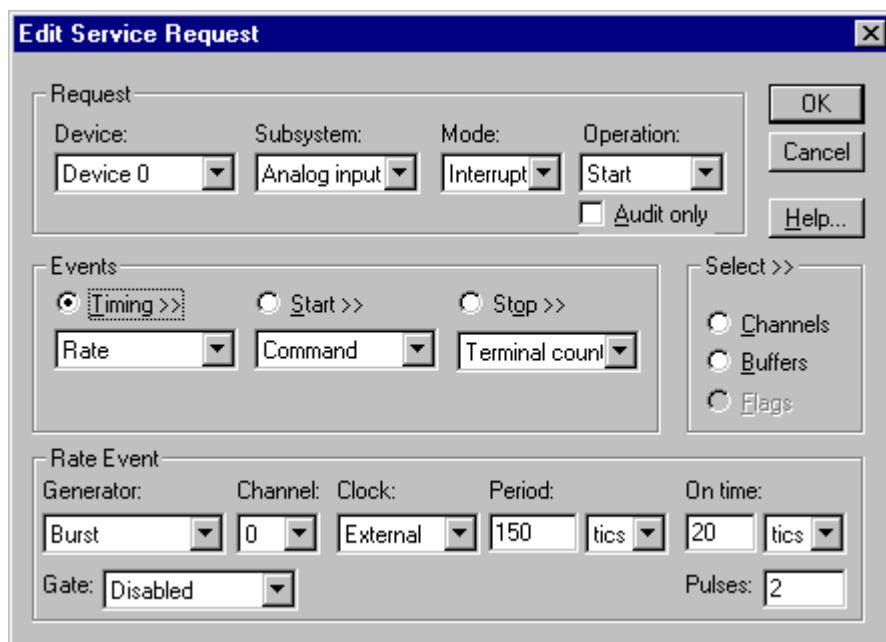 Edit Service Request
Request
OK
Device: Subsystem: Mode: Operation:
Device 0 Analog input Interrupt Start
Cancel
Audit only
Help...
Events
Select >>
Timing >> Start >> Stop >>
Rate Command Terminal count
Channels
Buffers
Flags
Rate Event
Generator: Channel: Clock: Period: On time:
Burst 0 External 150 tics 20 tics
Gate: Disabled Pulses: 2